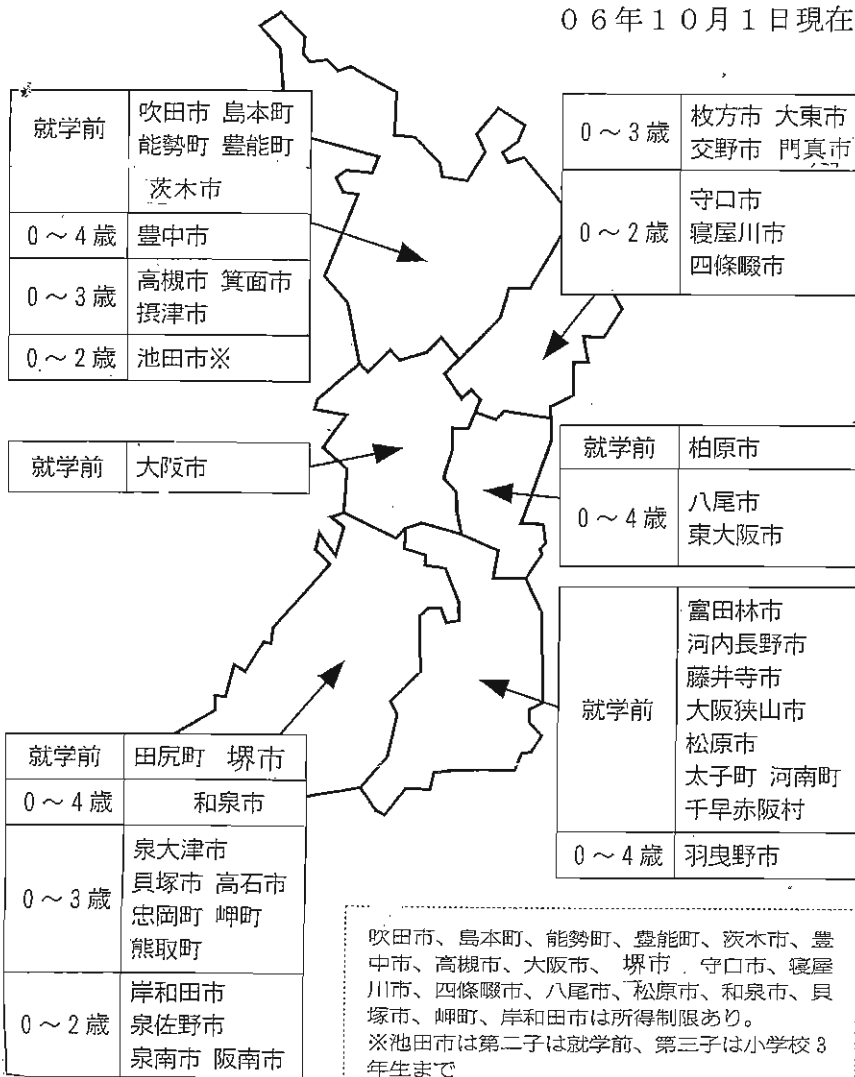 06年10月1日現在
就学前
吹田市 島本町
能勢町 豊能町
茨木市
0～4歳 豊中市
0～3歳
高槻市 箕面市
摂津市
0～2歳 池田市※
就学前 大阪市
0～3歳
枚方市 大東市
交野市 門真市
0～2歳
守口市
寝屋川市
四條畷市
就学前 柏原市
0～4歳
八尾市
東大阪市
就学前
富田林市
河内長野市
藤井寺市
大阪狭山市
松原市
太子町 河南町
千早赤阪村
0～4歳 羽曳野市
就学前 田尻町 堺市
0～4歳 和泉市
0～3歳
泉大津市
貝塚市 高石市
忠岡町 岬町
熊取町
0～2歳
岸和田市
泉佐野市
泉南市 阪南市
吹田市、島本町、能勢町、豊能町、茨木市、豊
中市、高槻市、大阪市、堺市、守口市、寝屋
川市、四條畷市、八尾市、松原市、和泉市、貝
塚市、岬町、岸和田市は所得制限あり。
※池田市は第二子は就学前、第三子は小学校3
年生まで